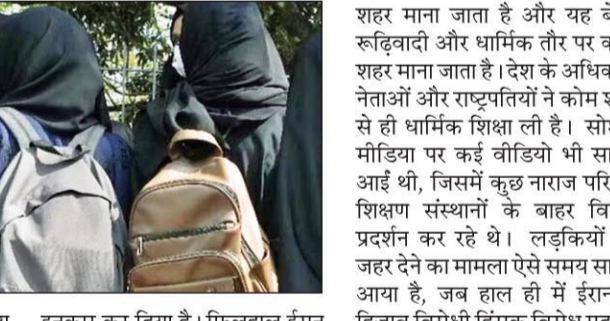 शहर माना जाता है और यह
रूढ़िवादी और धार्मिक तौर पर
शहर माना जाता है। देश के
नेताओं और राष्ट्रपतियों ने कोम
से ही धार्मिक शिक्षा ली है।
मीडिया पर कई वीडियो भी
आईं थी, जिसमें कुछ नाराज
शिक्षण संस्थानों के बाहर
प्रदर्शन कर रहे थे। लड़कियों
जहर देने का मामला ऐसे समय
आया है, जब हाल ही में